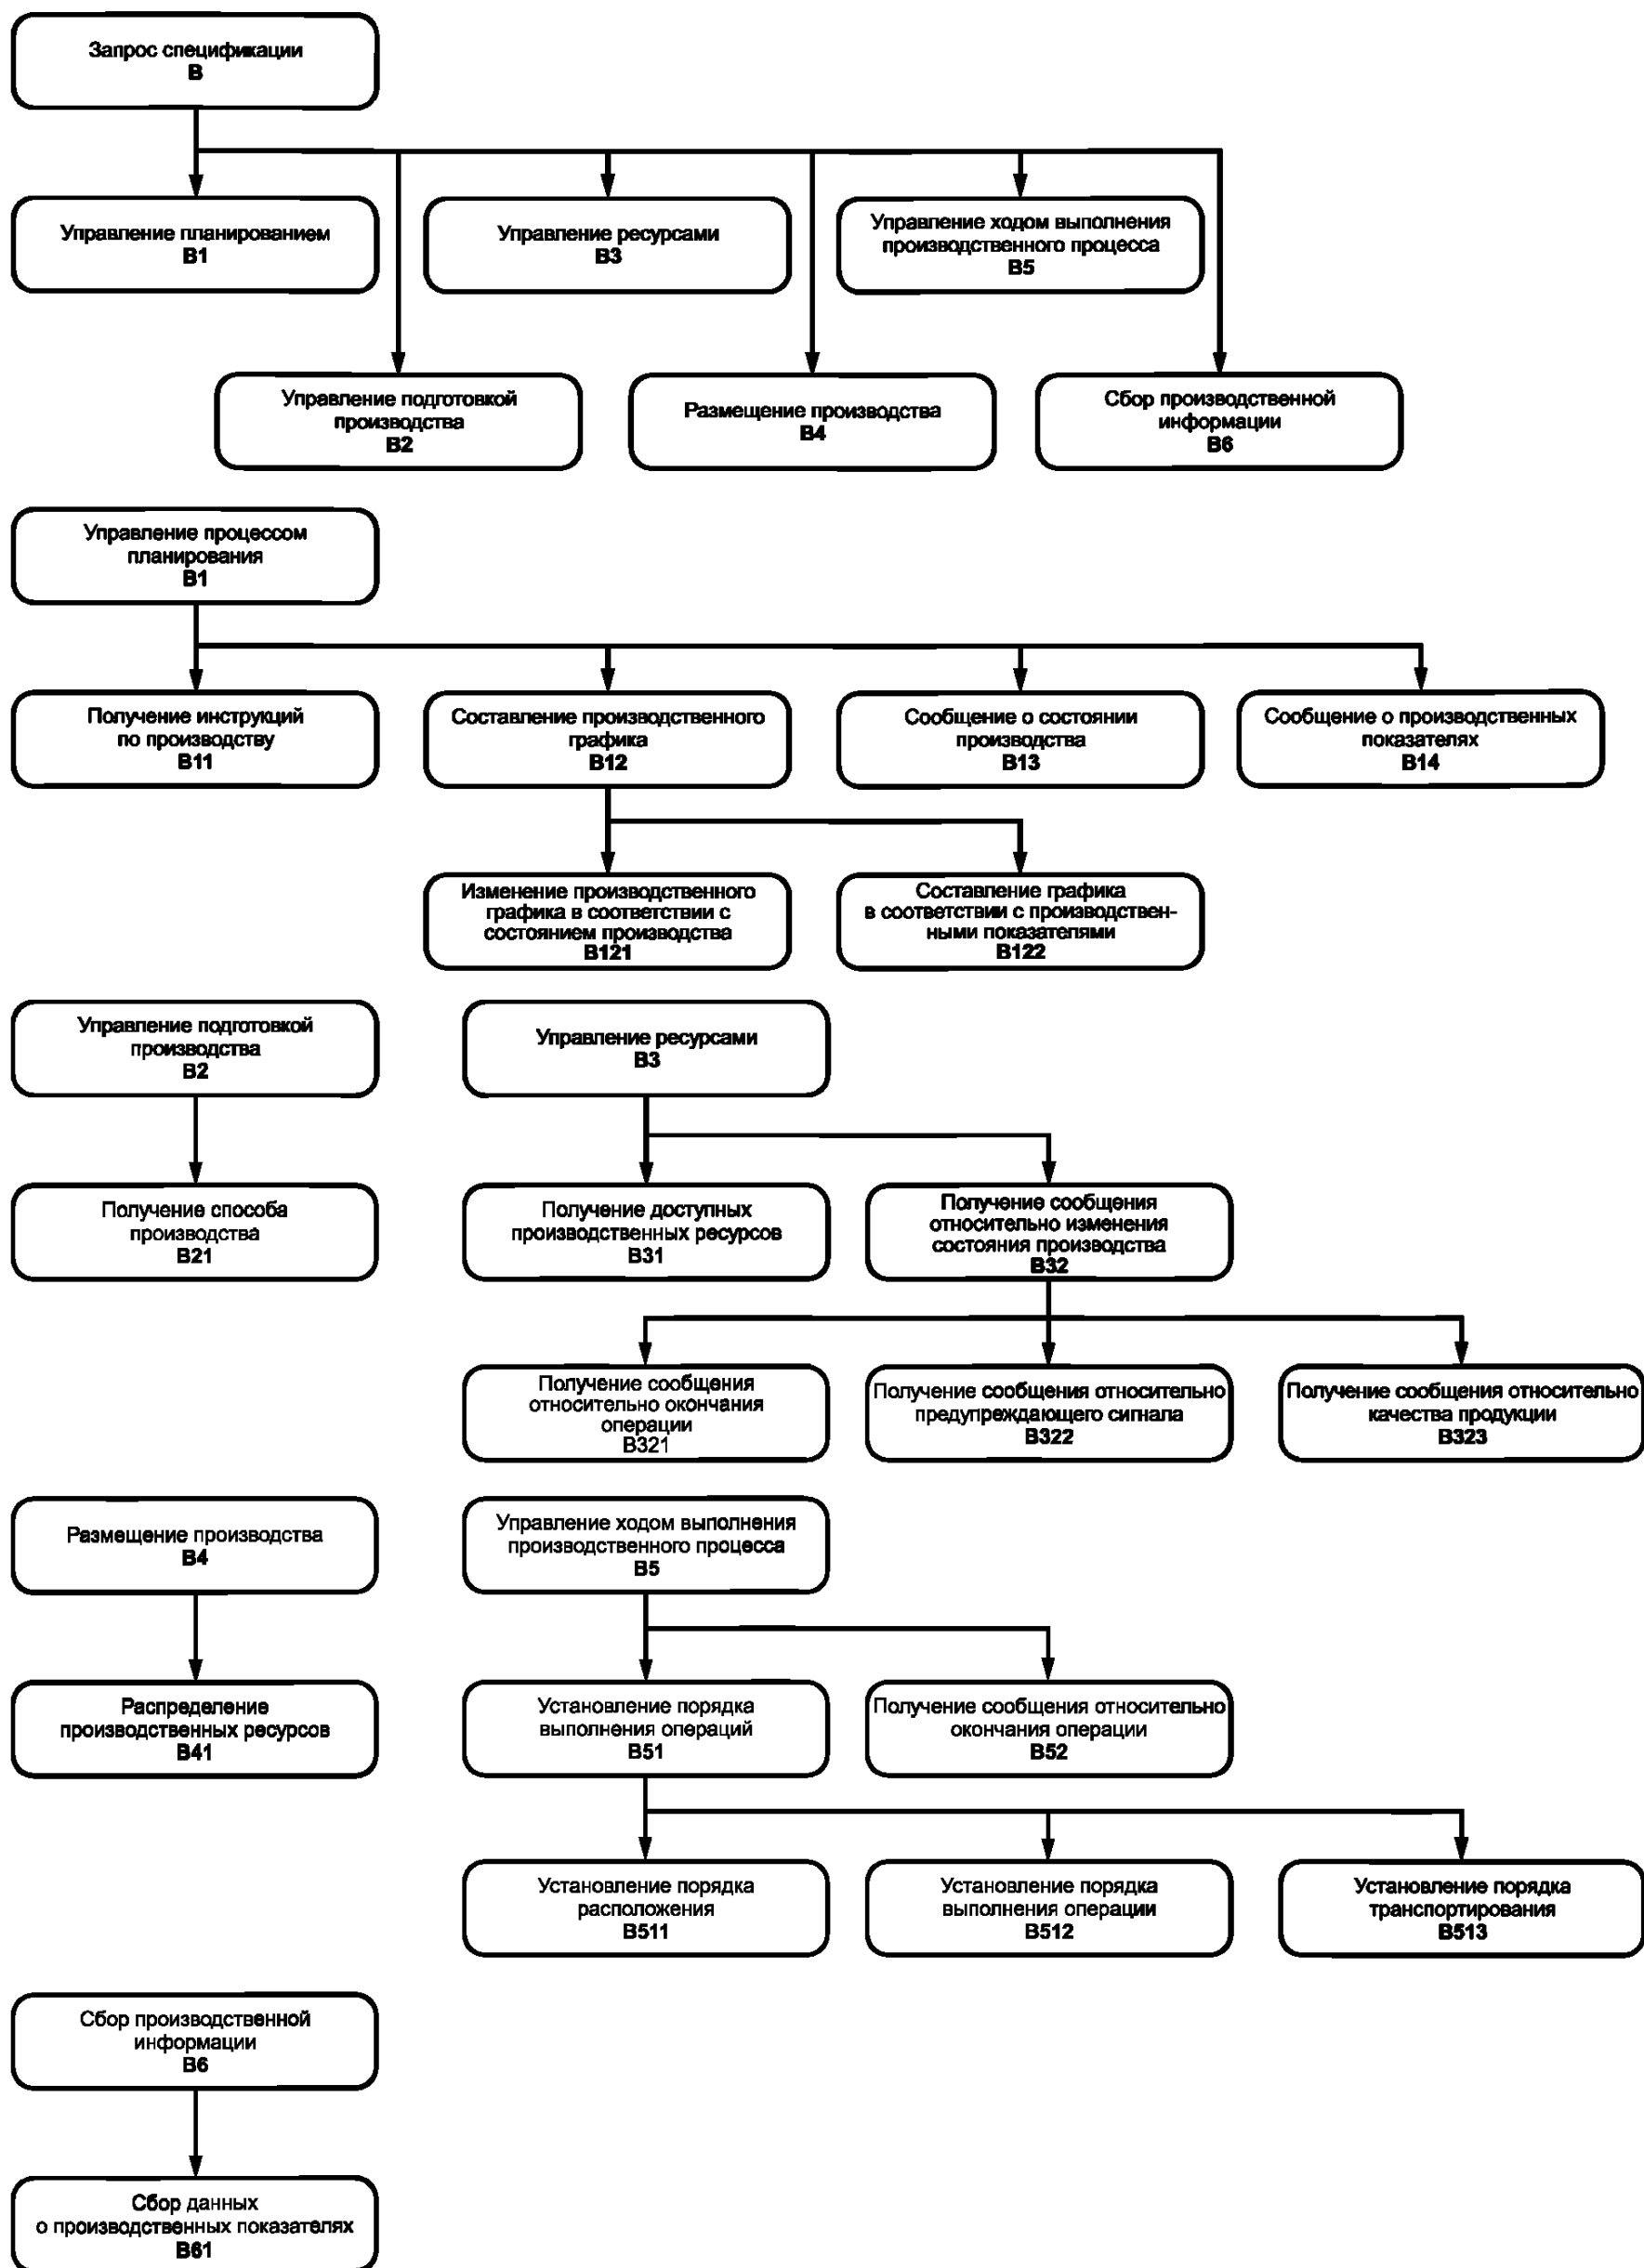 Запрос спецификации
B
Управление планированием
B1
Управление ресурсами
B3
Управление ходом выполнения
производственного процесса
B5
Управление подготовкой
производства
B2
Размещение производства
B4
Сбор производственной
информации
B6
Управление процессом
планирования
B1
Получение инструкций
по производству
B11
Составление производственного
графика
B12
Сообщение о состоянии
производства
B13
Сообщение о производственных
показателях
B14
Изменение производственного
графика в соответствии с
состоянием производства
B121
Составление графика
в соответствии с производствен-
ными показателями
B122
Управление подготовкой
производства
B2
Управление ресурсами
B3
Получение способа
производства
B21
Получение доступных
производственных ресурсов
B31
Получение сообщения
относительно изменения
состояния производства
B32
Получение сообщения
относительно окончания
операции
B321
Получение сообщения относительно
предупреждающего сигнала
B322
Получение сообщения относительно
качества продукции
B323
Размещение производства
B4
Управление ходом выполнения
производственного процесса
B5
Распределение
производственных ресурсов
B41
Установление порядка
выполнения операций
B51
Получение сообщения относительно
окончания операции
B52
Установление порядка
расположения
B511
Установление порядка
выполнения операции
B512
Установление порядка
транспортирования
B513
Сбор производственной
информации
B6
Сбор данных
о производственных показателях
B61